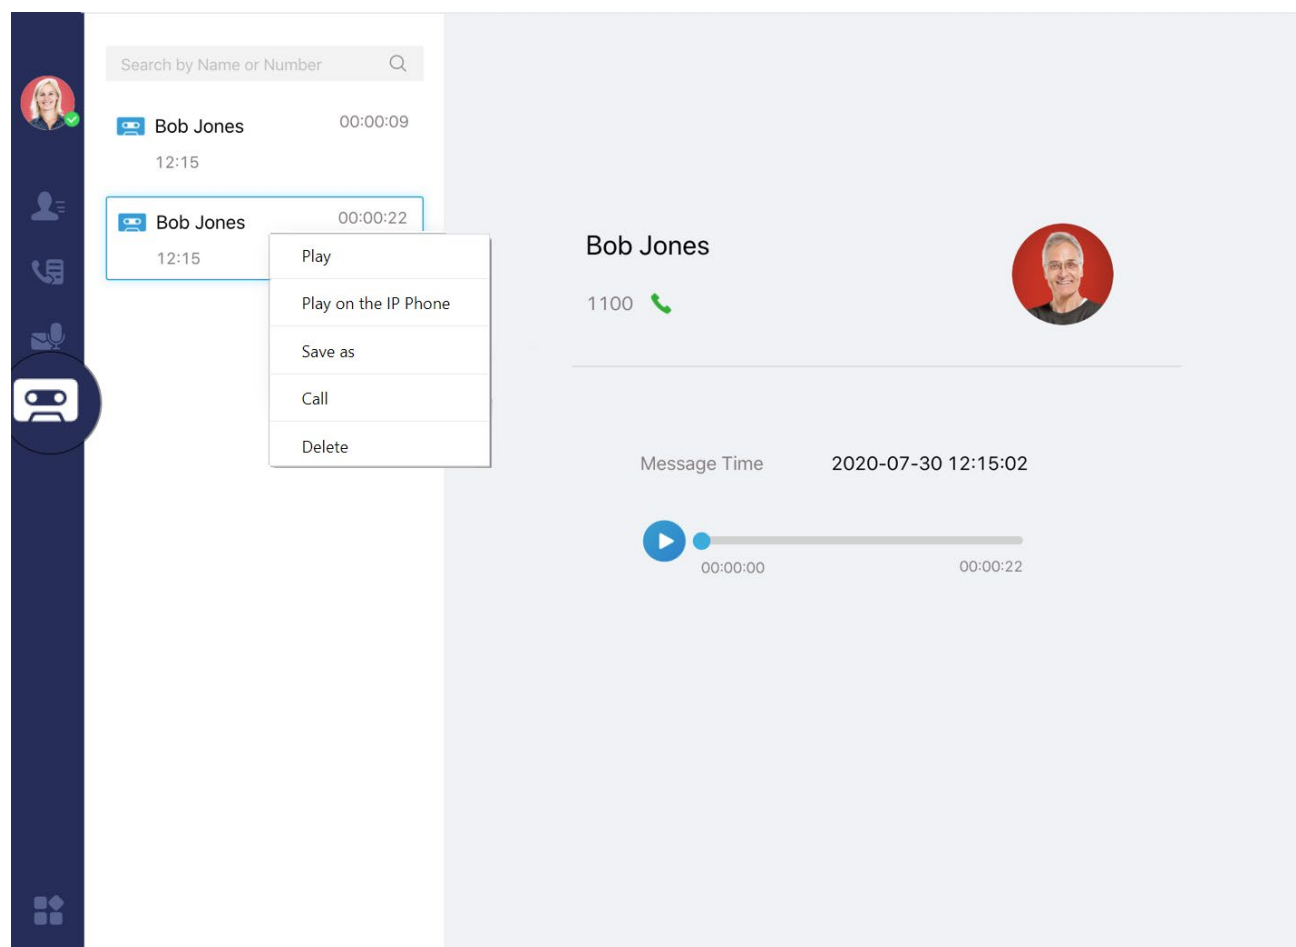 Search by Name or Number
Bob Jones 00:00:09
12:15
Bob Jones 00:00:22
12:15
Play
Play on the IP Phone
Save as
Call
Delete
Bob Jones
1100
Message Time 2020-07-30 12:15:02
00:00:00 00:00:22